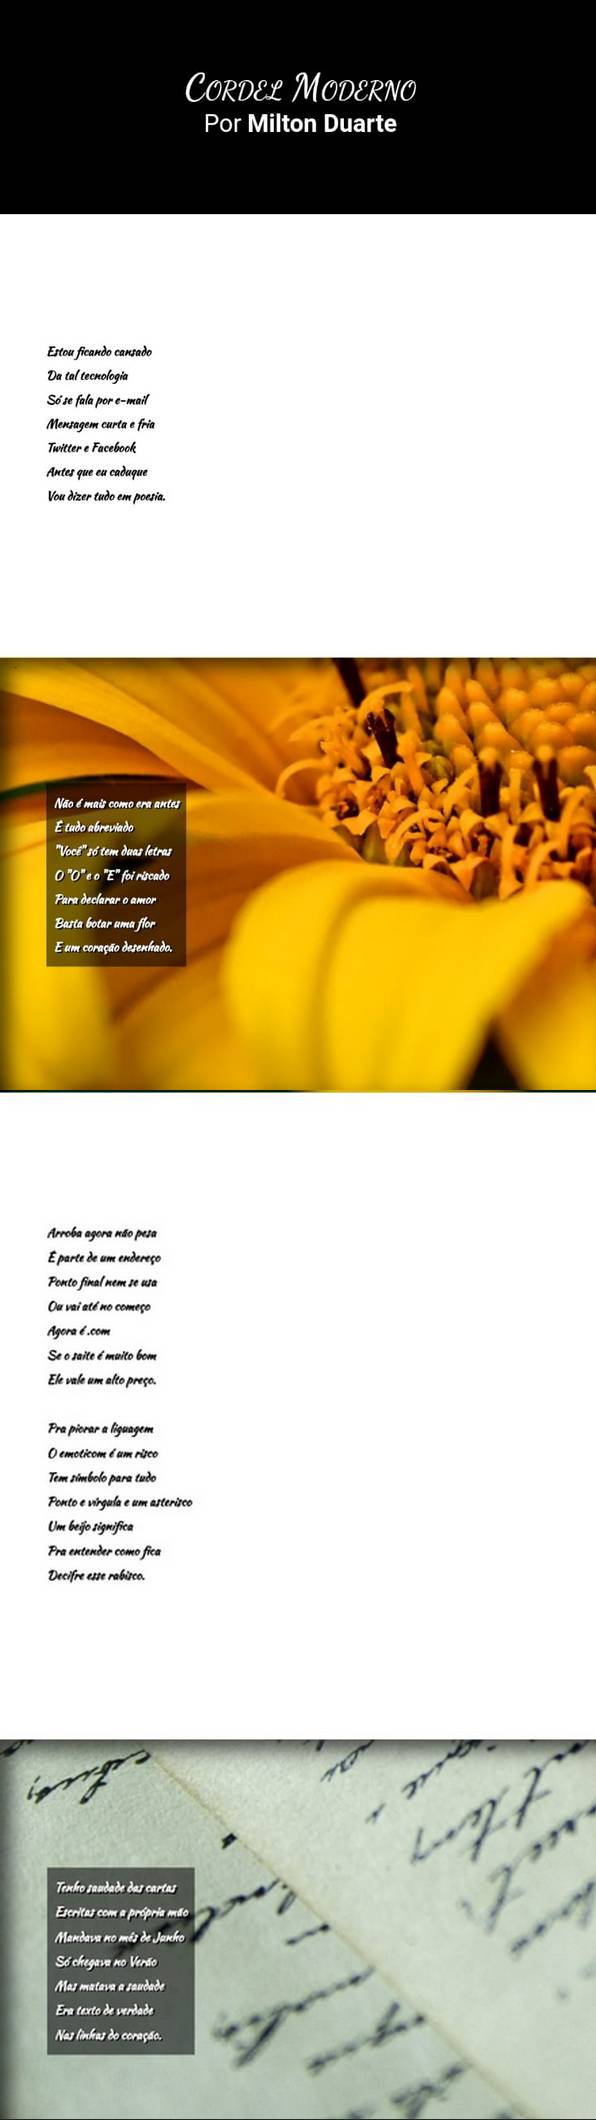 Cordel Moderno
Por Milton Duarte
Estou ficando cansado
Da tal tecnologia
Só se fala por e-mail
Mensagem curta e fria
Twitter e Facebook
Antes que eu caduque
Vou dizer tudo em poesia.
Não é mais como era antes
É tudo abreviado
"Você" só tem duas letras
O "O" e o "E" foi riscado
Para declarar o amor
Basta botar uma flor
E um coração desenhado.
Arroba agora não pesa
É parte de um endereço
Ponto final nem se usa
Ou vai até no começo
Agora é .com
Se o saite é muito bom
Ele vale um alto preço.
Pra piorar a liguagem
O emoticom é um risco
Tem símbolo para tudo
Ponto e vírgula e um asterisco
Um beijo significa
Pra entender como fica
Decifre esse rabisco.
Tenho saudade das cartas
Escritas com a própria mão
Mandava no mês de Junho
Só chegava no Verão
Mas matava a saudade
Era texto de verdade
Nas linhas do coração.